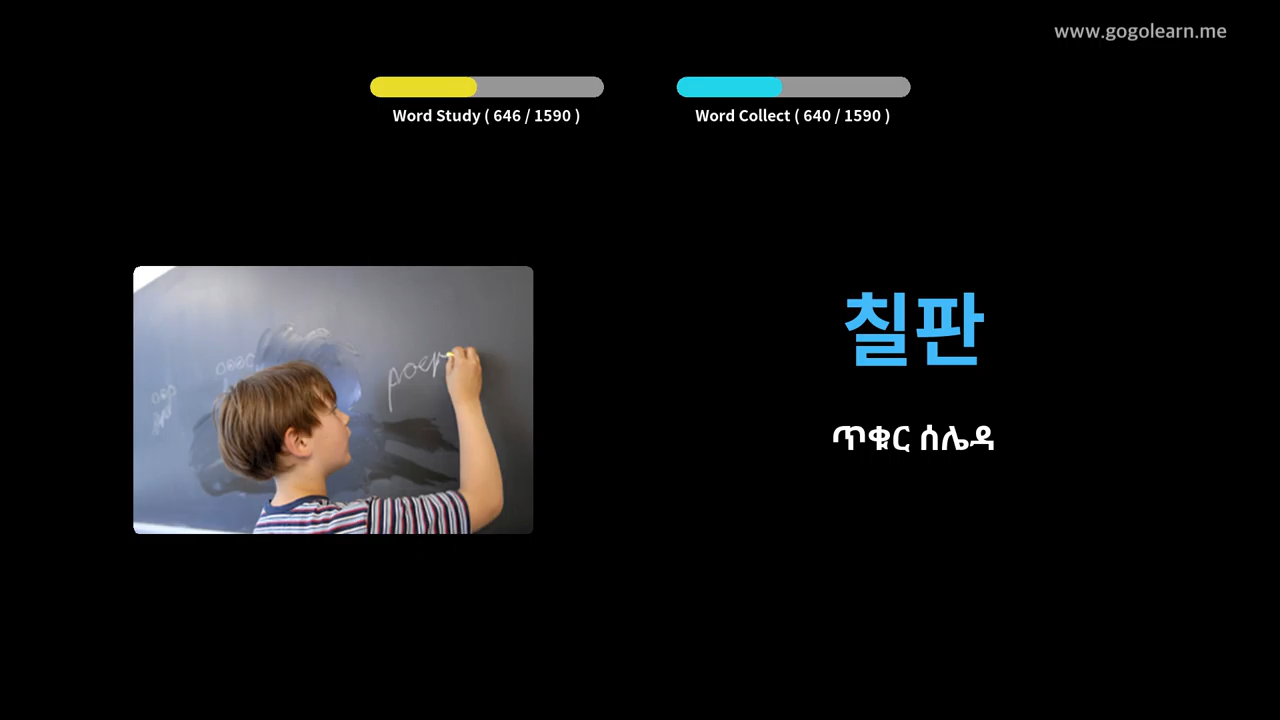 www.gogolearn.me
Word Study ( 646 / 1590 )
Word Collect ( 640 / 1590 )
칠판
ጥቁር ሰሌዳ